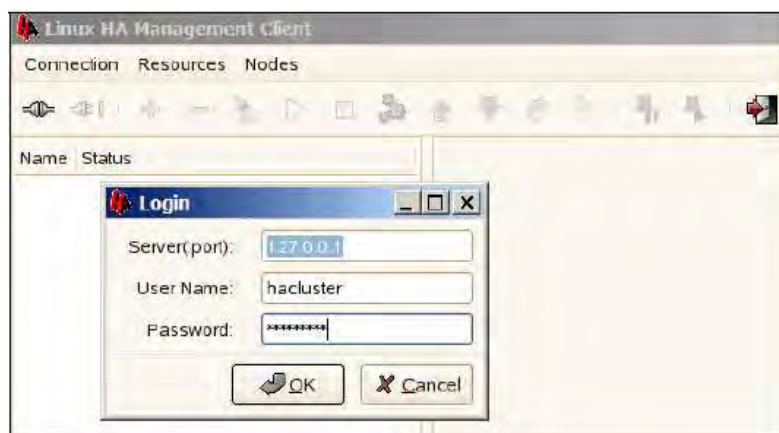 Linux HA Management Client
Connection Resources Nodes
Name Status
Login
Server(port): 127.0.0.1
User Name: hacluster
Password: *********
OK Cancel